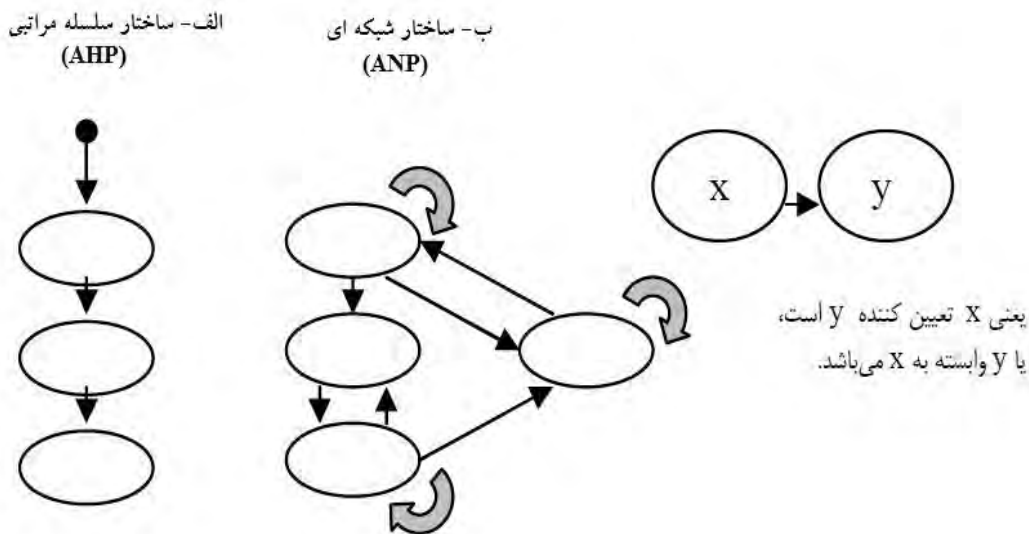 الف- ساختار سلسله مراتبی
(AHP)
ب- ساختار شبکه ای
(ANP)
x
y
یعنی x تعیین کننده y است،
یا y وابسته به x می‌باشد.